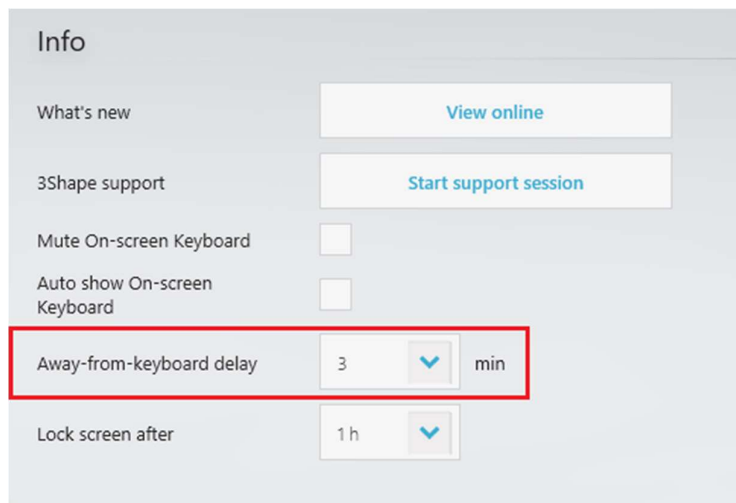 Info
What's new
View online
3Shape support
Start support session
Mute On-screen Keyboard
Auto show On-screen
Keyboard
Away-from-keyboard delay
3
min
Lock screen after
1 h